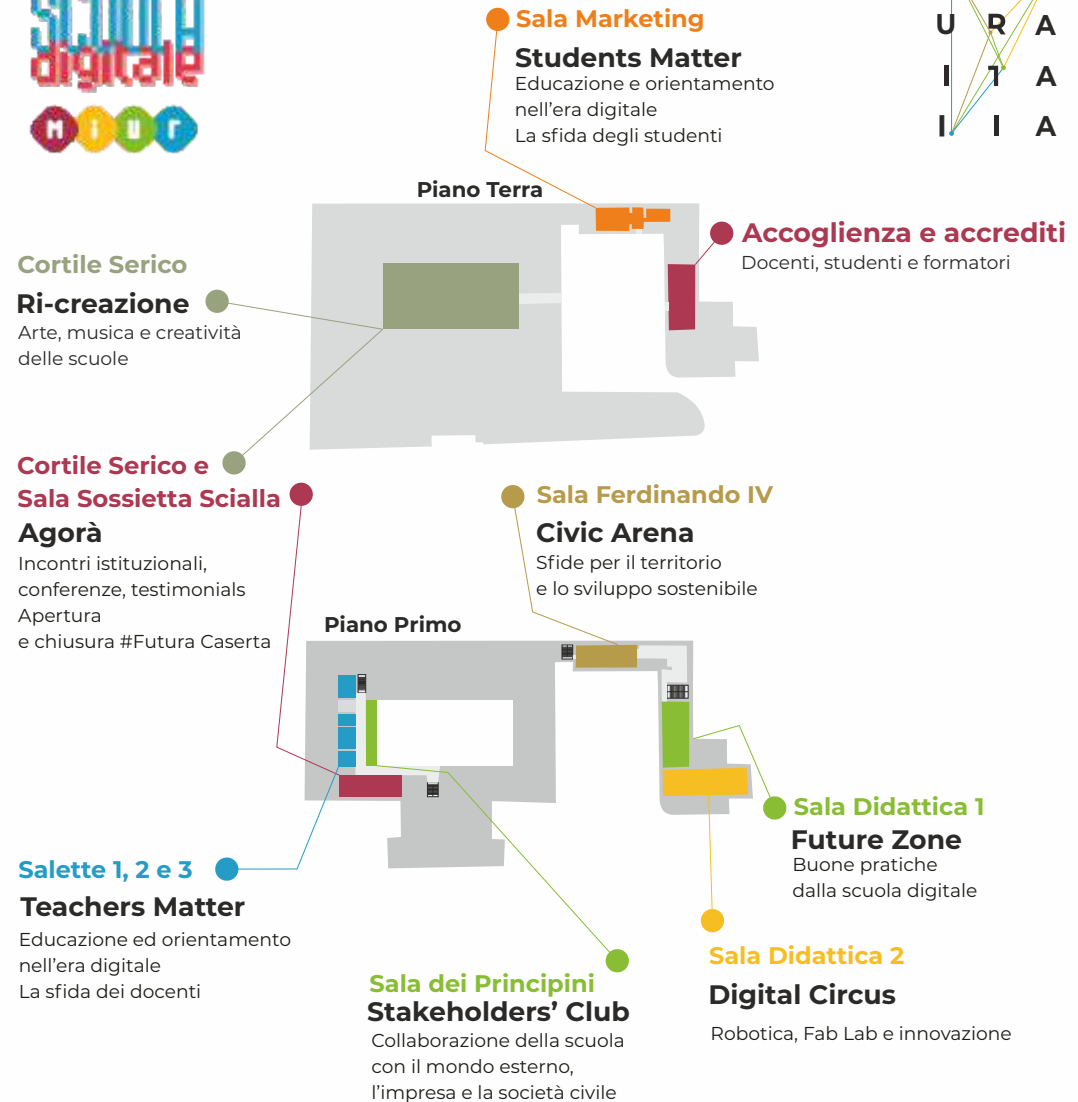 scuola
digitale
MIUR
U R A
I T A
I I A
Sala Marketing
Students Matter
Educazione e orientamento
nell'era digitale
La sfida degli studenti
Piano Terra
Accoglienza e accrediti
Docenti, studenti e formatori
Cortile Serico
Ri-creazione
Arte, musica e creatività
delle scuole
Cortile Serico e
Sala Sossietta Scialla
Agorà
Incontri istituzionali,
conferenze, testimonials
Apertura
e chiusura #Futura Caserta
Sala Ferdinando IV
Civic Arena
Sfide per il territorio
e lo sviluppo sostenibile
Piano Primo
Sala Didattica 1
Future Zone
Buone pratiche
dalla scuola digitale
Salette 1, 2 e 3
Teachers Matter
Educazione ed orientamento
nell'era digitale
La sfida dei docenti
Sala dei Principini
Stakeholders' Club
Collaborazione della scuola
con il mondo esterno,
l'impresa e la società civile
Sala Didattica 2
Digital Circus
Robotica, Fab Lab e innovazione